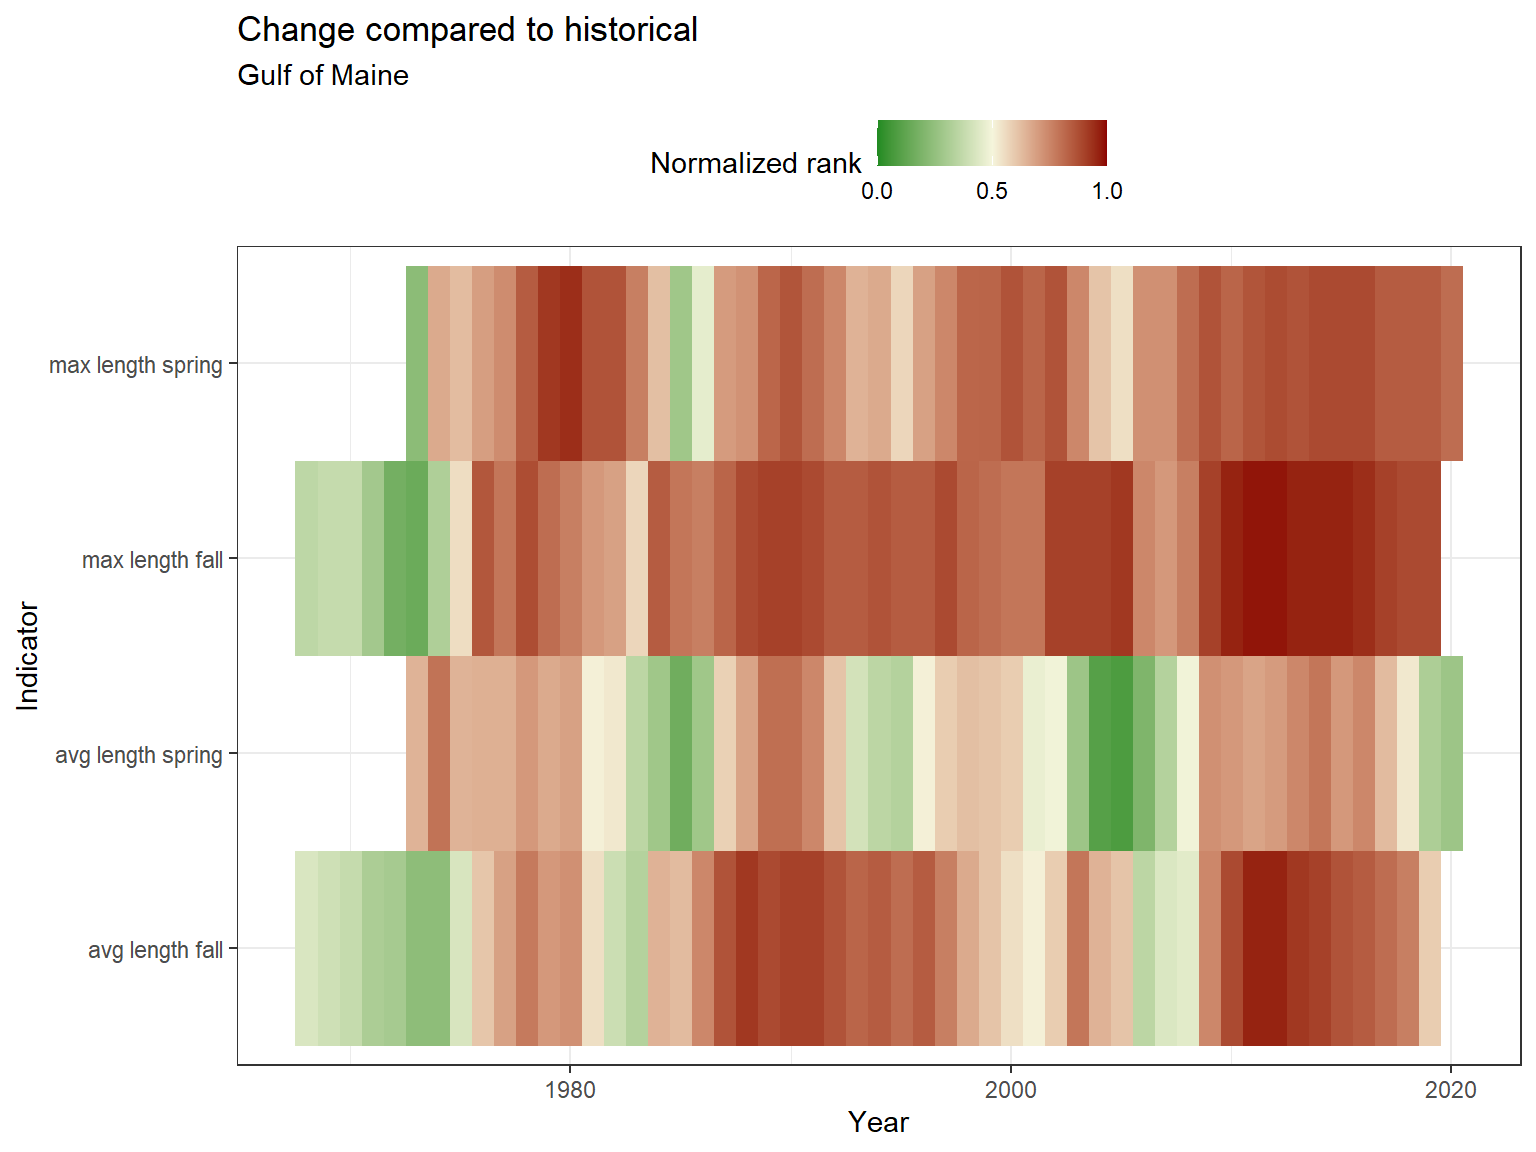 Change compared to historical
Gulf of Maine
Normalized rank
0.0 0.5 1.0
max length spring
max length fall
avg length spring
avg length fall
Indicator
1980 2000 2020
Year